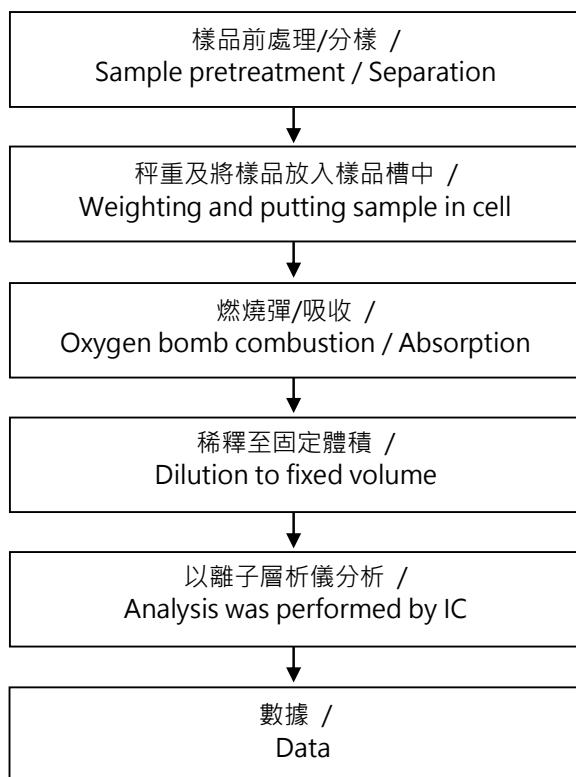 樣品前處理/分樣 /
Sample pretreatment / Separation
秤重及將樣品放入樣品槽中 /
Weighting and putting sample in cell
燃燒彈/吸收 /
Oxygen bomb combustion / Absorption
稀釋至固定體積 /
Dilution to fixed volume
以離子層析儀分析 /
Analysis was performed by IC
數據 /
Data